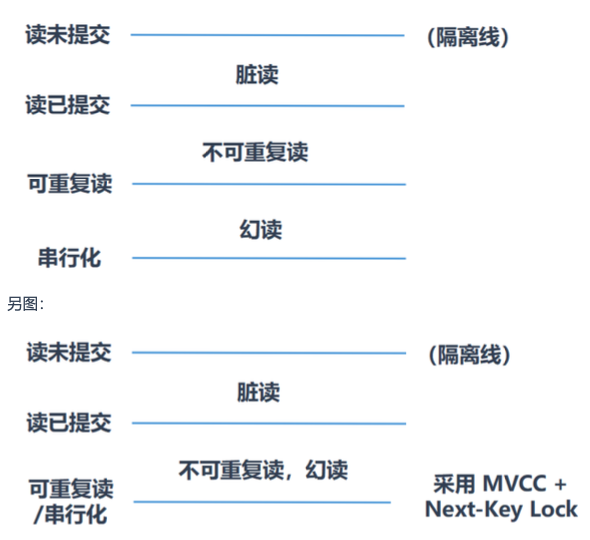 读未提交
（隔离线）
脏读
读已提交
不可重复读
可重复读
幻读
串行化
另图：
读未提交
（隔离线）
脏读
读已提交
不可重复读，幻读
可重复读
/串行化
采用 MVCC +
Next-Key Lock